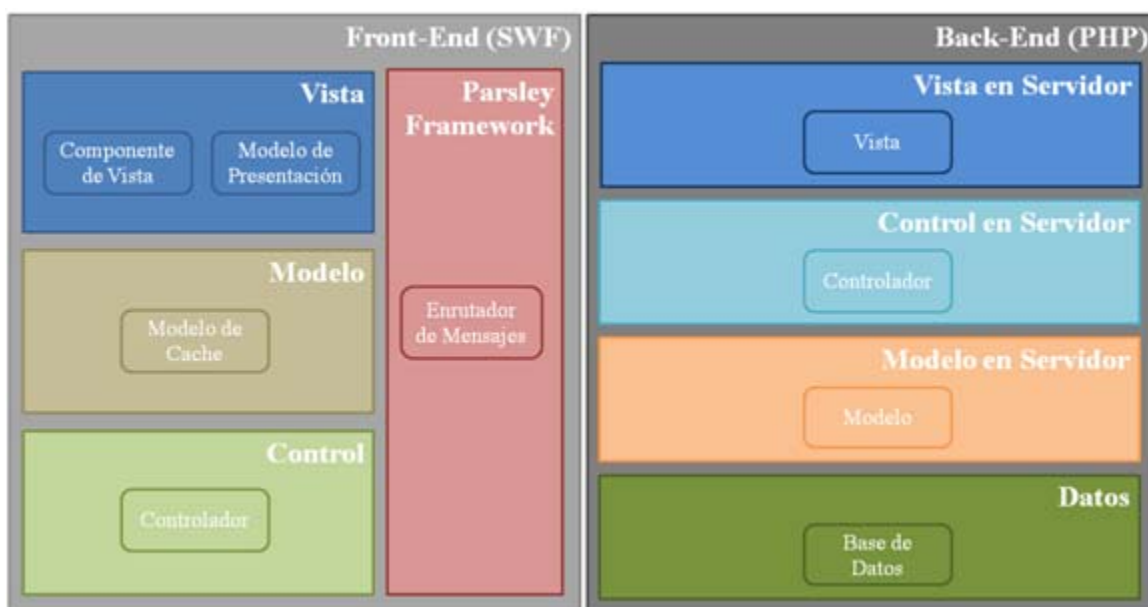 Front-End (SWF)
Vista
Componente
de Vista
Modelo de
Presentación
Modelo
Modelo de
Cache
Control
Controlador
Parsley
Framework
Enrutador
de Mensajes
Back-End (PHP)
Vista en Servidor
Vista
Control en Servidor
Controlador
Modelo en Servidor
Modelo
Datos
Base de
Datos